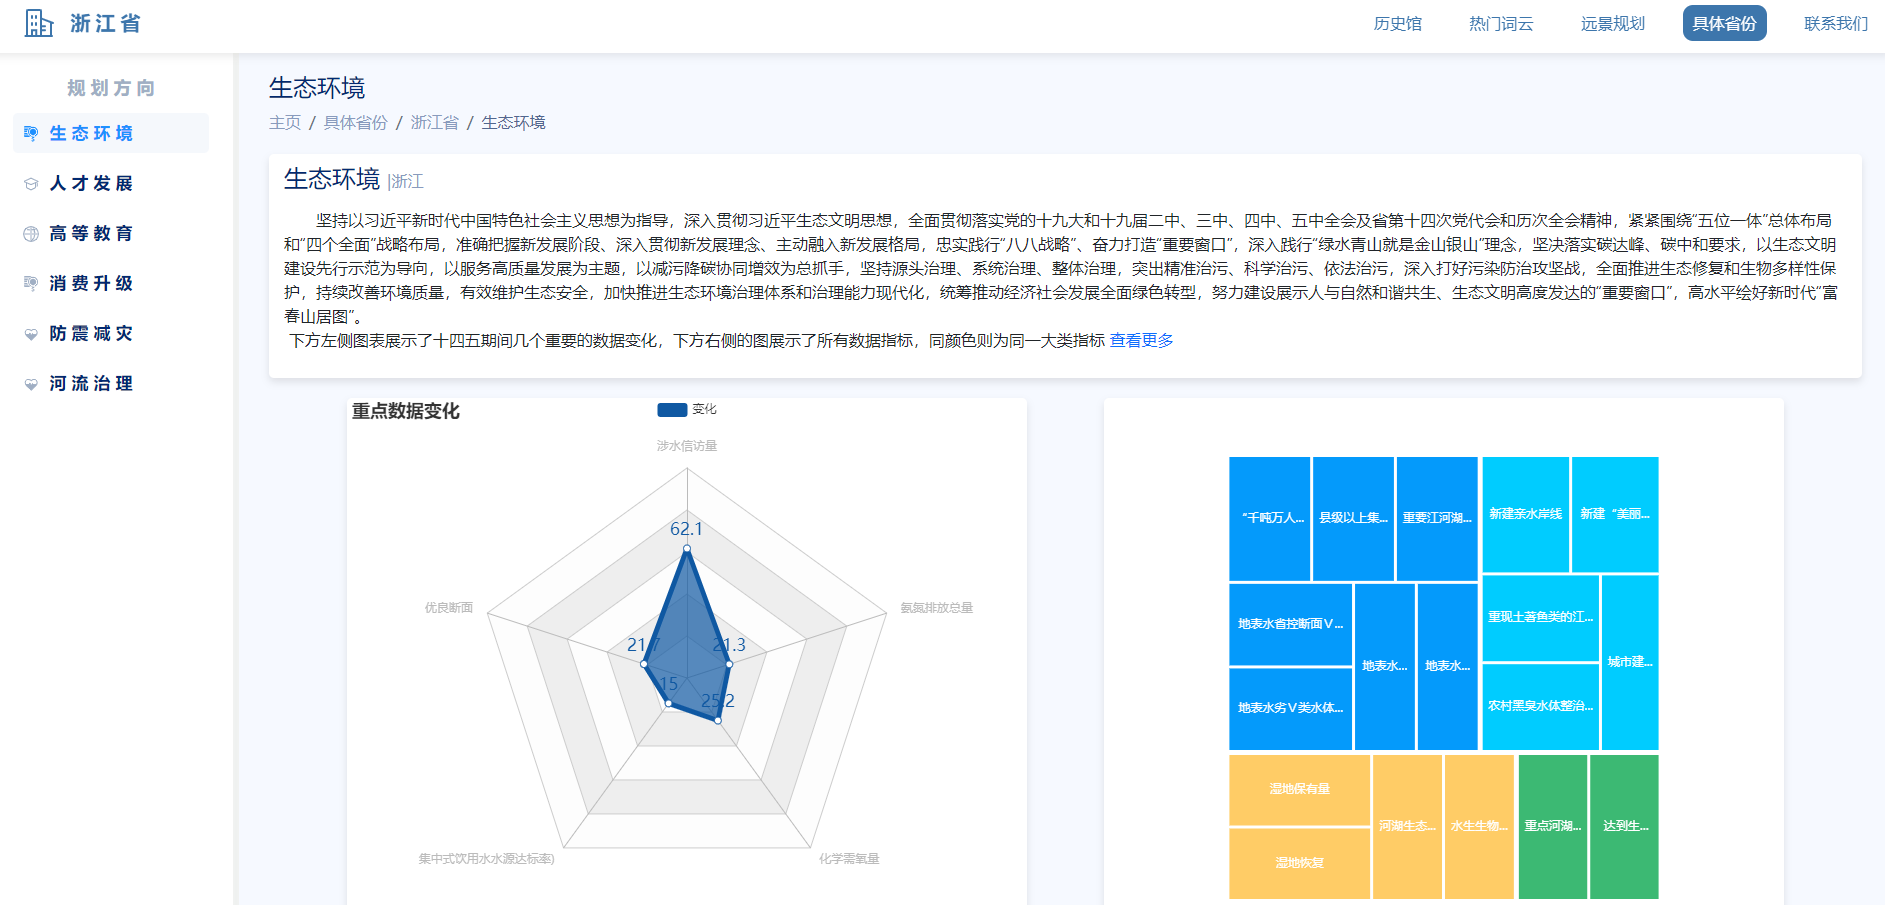 浙江省
历史馆 热门词云 远景规划 具体省份 联系我们
规划方向
生态环境
人才发展
高等教育
消费升级
防震减灾
河流治理
生态环境
主页 / 具体省份 / 浙江省 / 生态环境
生态环境 |浙江
坚持以习近平新时代中国特色社会主义思想为指导，深入贯彻习近平生态文明思想，全面贯彻落实党的十九大和十九届二中、三中、四中、五中全会及省第十四次党代会和历次全会精神，紧紧围绕“五位一体”总体布局
和“四个全面”战略布局，准确把握新发展阶段、深入贯彻新发展理念、主动融入新发展格局，忠实践行“八八战略”、奋力打造“重要窗口”，深入践行“绿水青山就是金山银山”理念，坚决落实碳达峰、碳中和要求，以生态文明
建设先行示范为导向，以服务高质量发展为主题，以减污降碳协同增效为总抓手，坚持源头治理、系统治理、整体治理，突出精准治污、科学治污、依法治污，深入打好污染防治攻坚战，全面推进生态修复和生物多样性保
护，持续改善环境质量，有效维护生态安全，加快推进生态环境治理体系和治理能力现代化，统筹推动经济社会发展全面绿色转型，努力建设展示人与自然和谐共生、生态文明高度发达的“重要窗口”，高水平绘好新时代“富
春山居图”。
下方左侧图表展示了十四五期间几个重要的数据变化，下方右侧的图展示了所有数据指标，同颜色则为同一大类指标 查看更多
重点数据变化
变化
涉水信访量
62.1
优良断面
氨氮排放总量
21.7
21.3
15
25.2
集中式饮用水水源达标率)
化学需氧量
“千吨万人...
县级以上集...
重要江河湖...
新建亲水岸线
新建“美丽...
地表水省控断面Ⅴ...
地表水...
地表水...
地表水劣Ⅴ类水体...
重现土著鱼类的江...
城市建...
农村黑臭水体整治...
湿地保有量
河湖生态...
水生生物...
湿地恢复
重点河湖...
达到生...